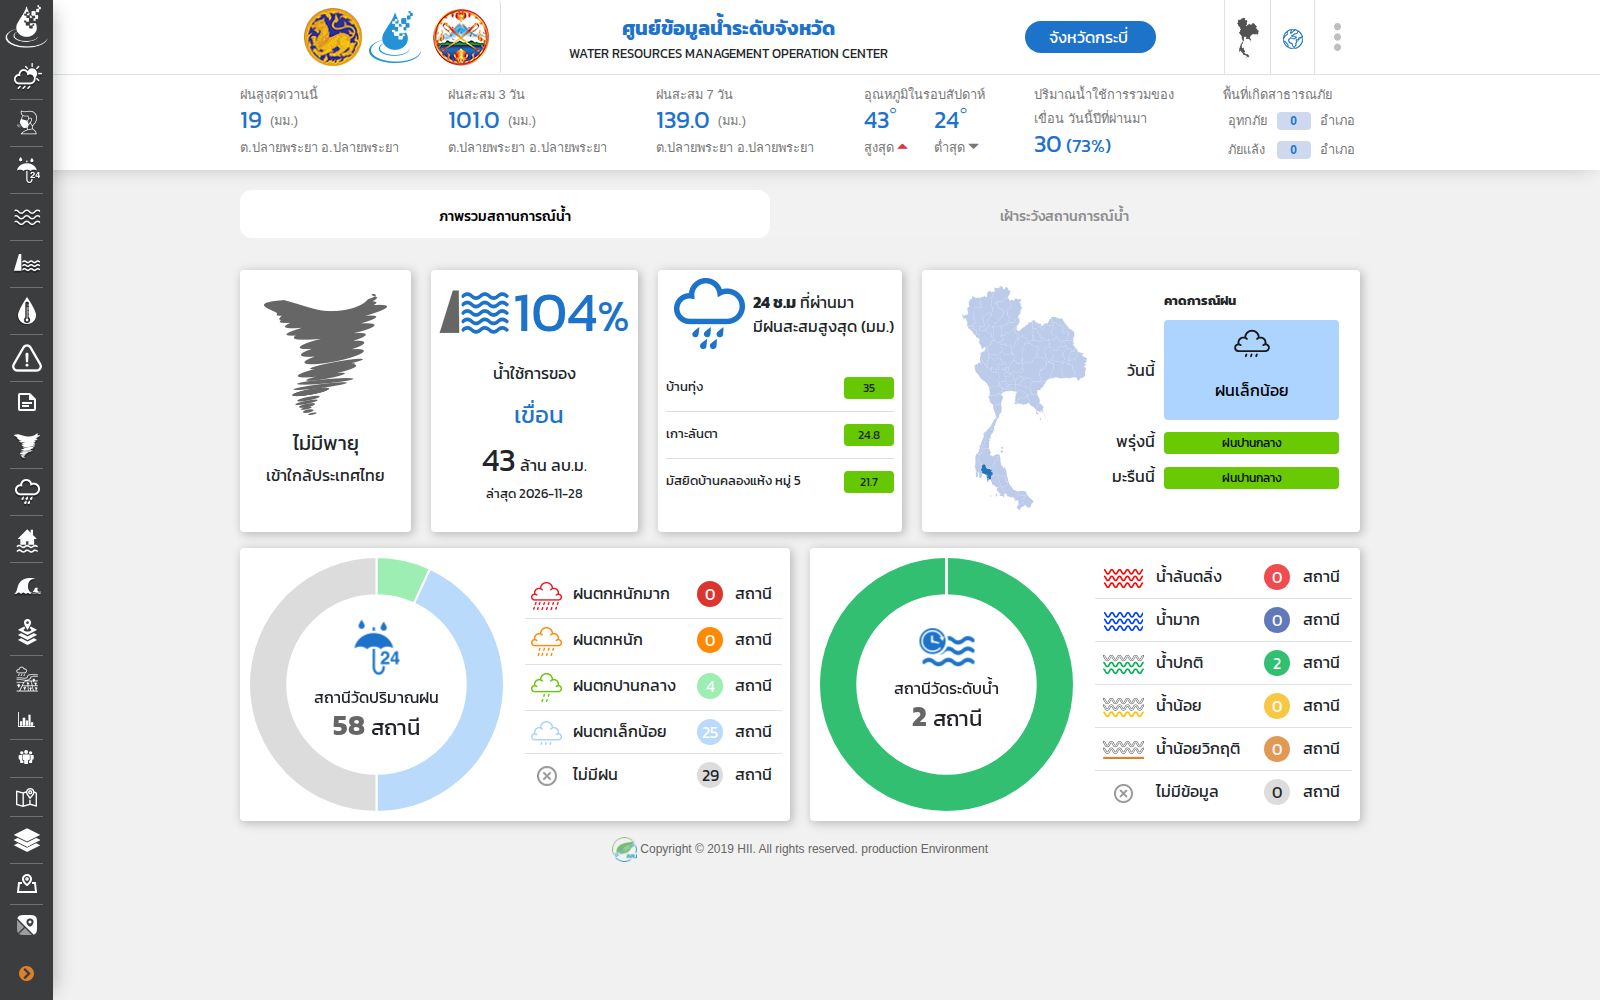 ศูนย์ข้อมูลน้ำระดับจังหวัด
WATER RESOURCES MANAGEMENT OPERATION CENTER
จังหวัดกระบี่
ฝนสูงสุดวานนี้
19 (มม.)
ต.ปลายพระยา อ.ปลายพระยา
ฝนสะสม 3 วัน
101.0 (มม.)
ต.ปลายพระยา อ.ปลายพระยา
ฝนสะสม 7 วัน
139.0 (มม.)
ต.ปลายพระยา อ.ปลายพระยา
อุณหภูมิในรอบสัปดาห์
43° 24°
สูงสุด ต่ำสุด
ปริมาณน้ำใช้การรวมของ
เขื่อน วันนี้ปีที่ผ่านมา
30 (73%)
พื้นที่เกิดสาธารณภัย
อุทกภัย 0 อำเภอ
ภัยแล้ง 0 อำเภอ
24
ภาพรวมสถานการณ์น้ำ
เฝ้าระวังสถานการณ์น้ำ
ไม่มีพายุ
เข้าใกล้ประเทศไทย
104%
น้ำใช้การของ
เขื่อน
43 ล้าน ลบ.ม.
ล่าสุด 2026-11-28
24 ช.ม ที่ผ่านมา
มีฝนสะสมสูงสุด (มม.)
บ้านทุ่ง 35
เกาะลันตา 24.8
มัสยิดบ้านคลองแห้ง หมู่ 5 21.7
คาดการณ์ฝน
วันนี้ ฝนเล็กน้อย
พรุ่งนี้ ฝนปานกลาง
มะรืนนี้ ฝนปานกลาง
24
สถานีวัดปริมาณฝน
58 สถานี
ฝนตกหนักมาก 0 สถานี
ฝนตกหนัก 0 สถานี
ฝนตกปานกลาง 4 สถานี
ฝนตกเล็กน้อย 25 สถานี
ไม่มีฝน 29 สถานี
สถานีวัดระดับน้ำ
2 สถานี
น้ำล้นตลิ่ง 0 สถานี
น้ำมาก 0 สถานี
น้ำปกติ 2 สถานี
น้ำน้อย 0 สถานี
น้ำน้อยวิกฤติ 0 สถานี
ไม่มีข้อมูล 0 สถานี
Copyright © 2019 HII. All rights reserved. production Environment